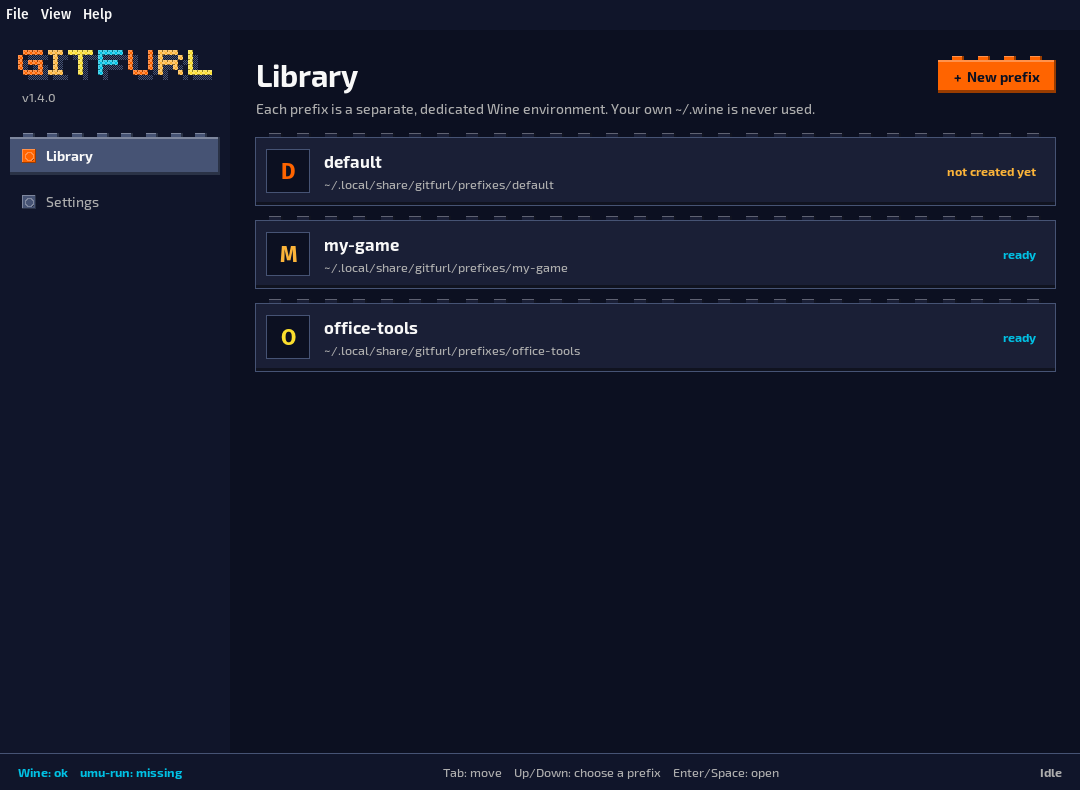 File View Help
GITFURL
v1.4.0
Library
Settings
Library
+ New prefix
Each prefix is a separate, dedicated Wine environment. Your own ~/.wine is never used.
D
default
~/.local/share/gitfurl/prefixes/default
not created yet
M
my-game
~/.local/share/gitfurl/prefixes/my-game
ready
O
office-tools
~/.local/share/gitfurl/prefixes/office-tools
ready
Wine: ok umu-run: missing
Tab: move Up/Down: choose a prefix Enter/Space: open
Idle